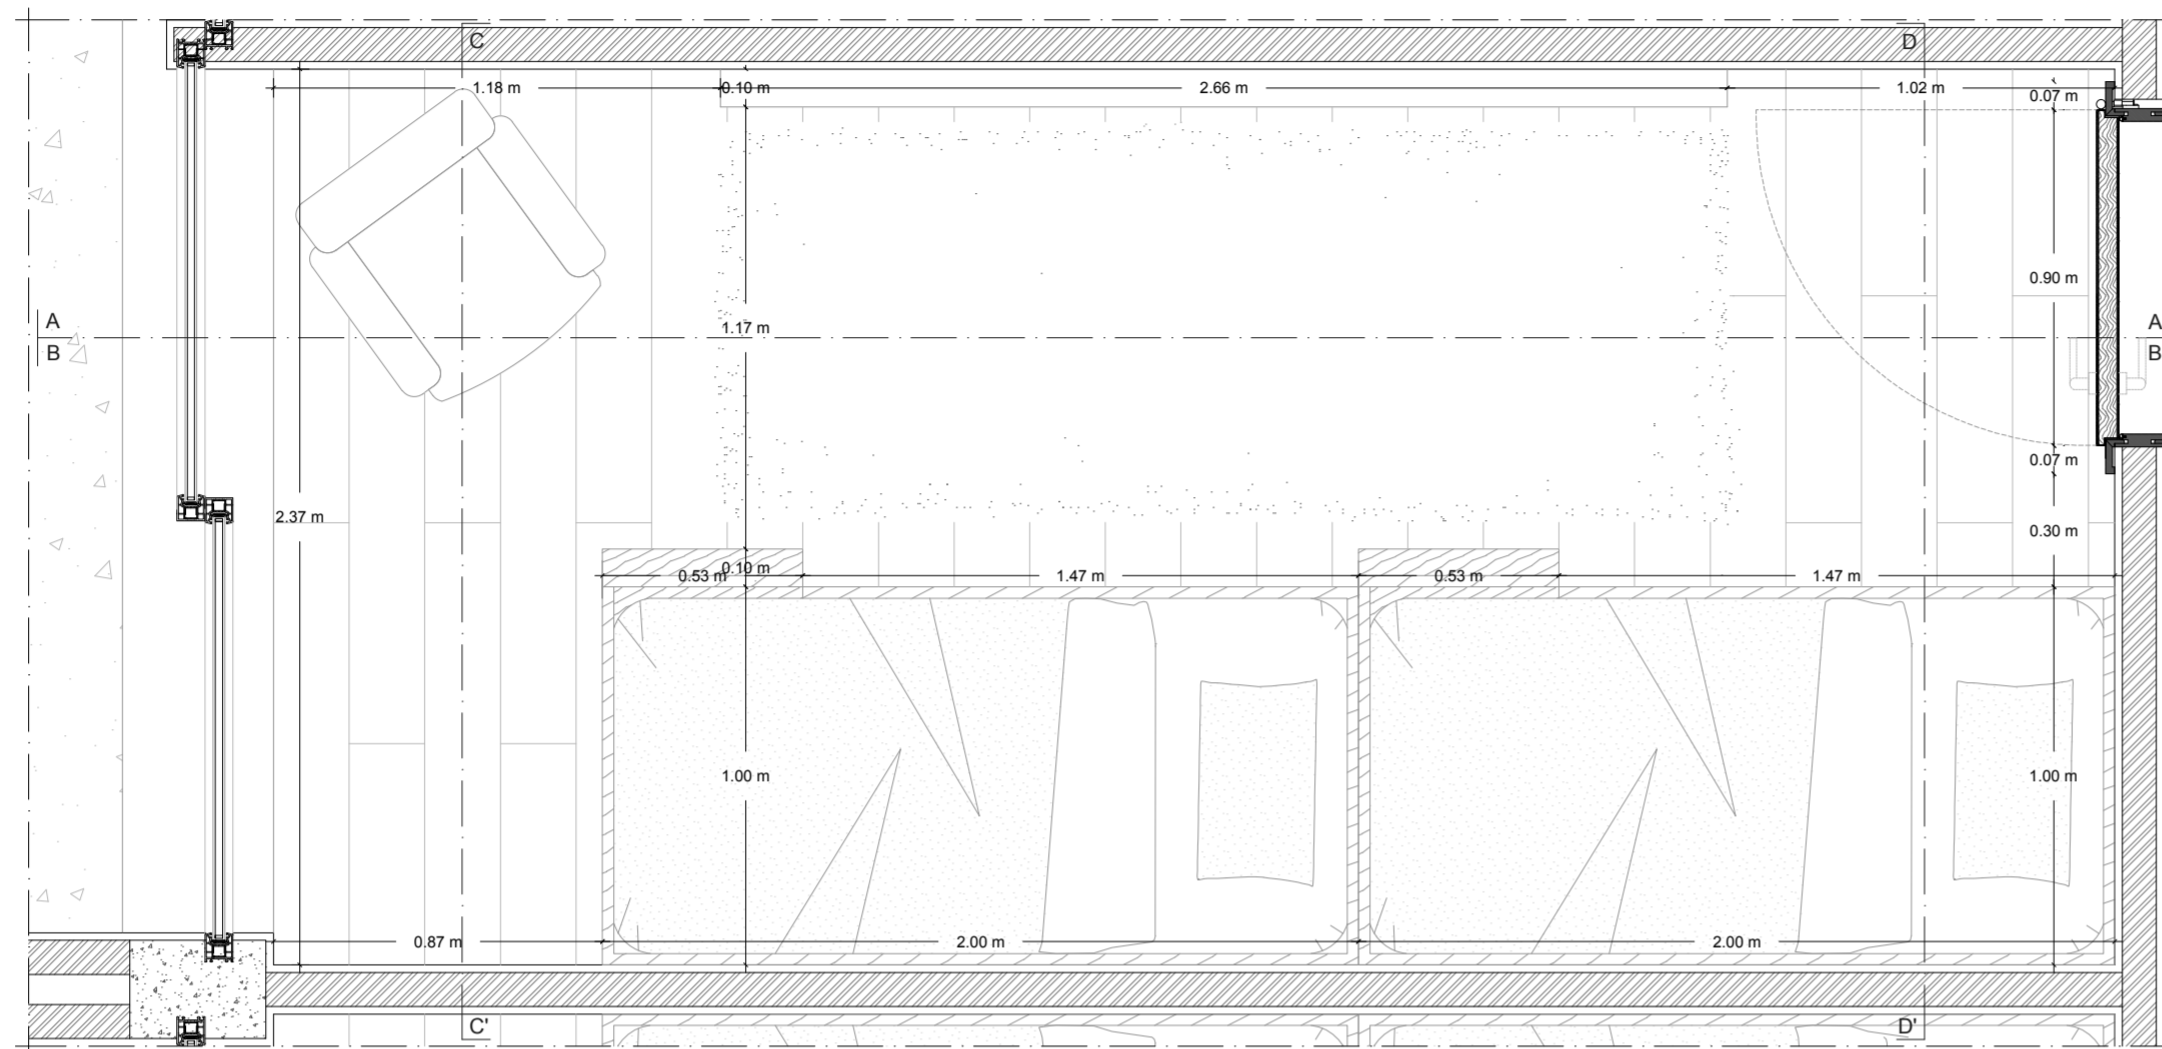 C
D
1.18 m
0.10 m
2.66 m
1.02 m
0.07 m
0.90 m
A
B
1.17 m
A
B
0.07 m
2.37 m
0.30 m
0.53 m
0.10 m
1.47 m
0.53 m
1.47 m
1.00 m
1.00 m
0.87 m
2.00 m
2.00 m
C'
D'